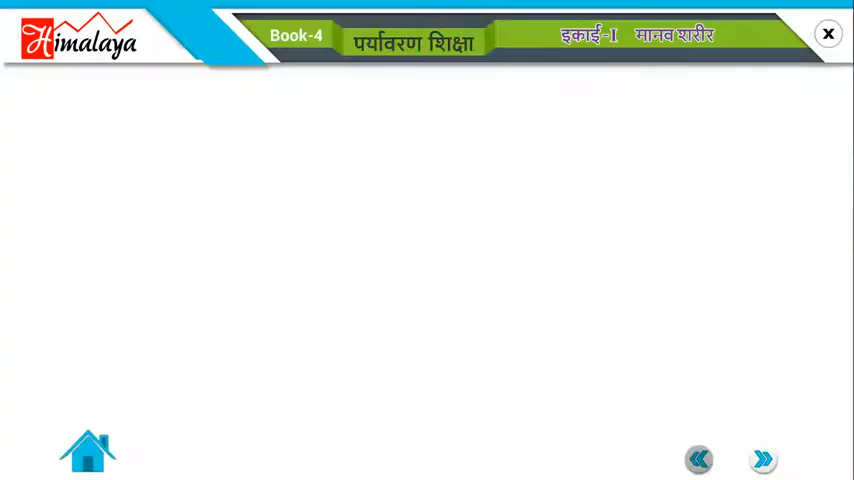 Himalaya
Book-4
पर्यावरण शिक्षा
इकाई-I मानव शरीर
X